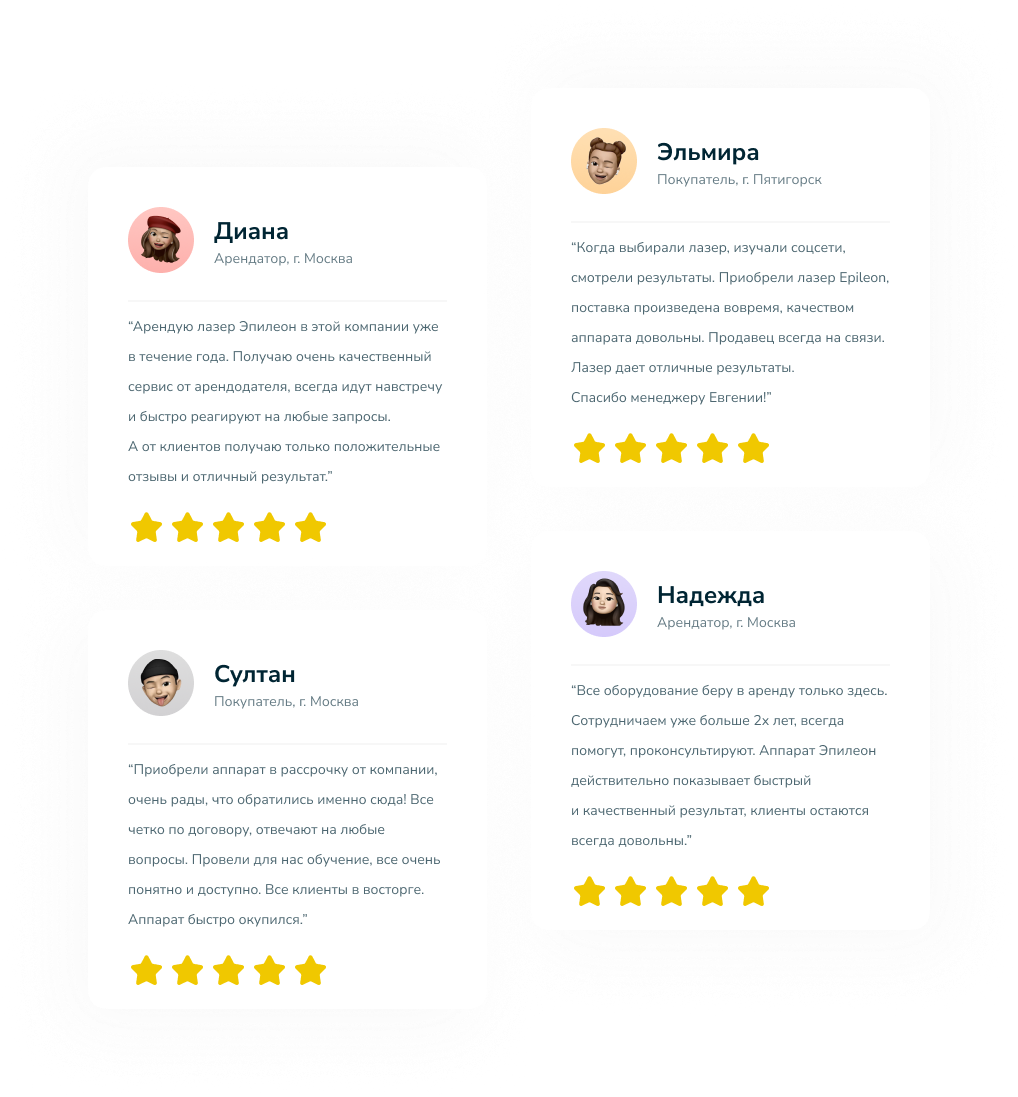 Диана
Арендатор, г. Москва
“Арендую лазер Эпилеон в этой компании уже
в течение года. Получаю очень качественный
сервис от арендодателя, всегда идут навстречу
и быстро реагируют на любые запросы.
А от клиентов получаю только положительные
отзывы и отличный результат.”
Султан
Покупатель, г. Москва
“Приобрели аппарат в рассрочку от компании,
очень рады, что обратились именно сюда! Все
четко по договору, отвечают на любые
вопросы. Провели для нас обучение, все очень
понятно и доступно. Все клиенты в восторге.
Аппарат быстро окупился.”
Эльмира
Покупатель, г. Пятигорск
“Когда выбирали лазер, изучали соцсети,
смотрели результаты. Приобрели лазер Epileon,
поставка произведена вовремя, качеством
аппарата довольны. Продавец всегда на связи.
Лазер дает отличные результаты.
Спасибо менеджеру Евгении!”
Надежда
Арендатор, г. Москва
“Все оборудование беру в аренду только здесь.
Сотрудничаем уже больше 2х лет, всегда
помогут, проконсультируют. Аппарат Эпилеон
действительно показывает быстрый
и качественный результат, клиенты остаются
всегда довольны.”